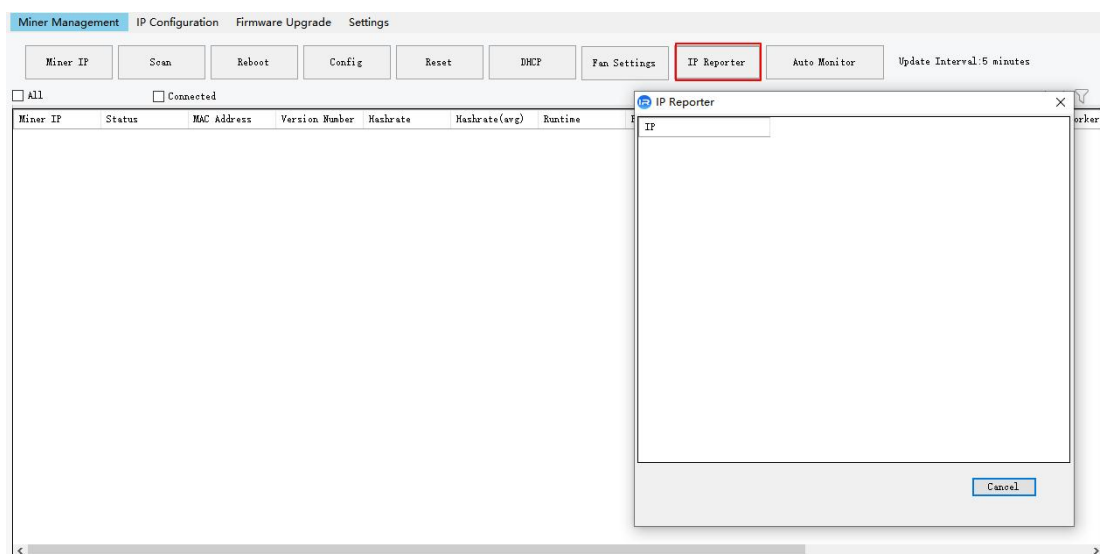 Miner Management IP Configuration Firmware Upgrade Settings
Miner IP Scan Reboot Config Reset DHCP Fan Settings IP Reporter Auto Monitor Update Interval:5 minutes
All Connected
Miner IP Status MAC Address Version Number Hashrate Hashrate(avg) Runtime
IP Reporter
IP
Cancel